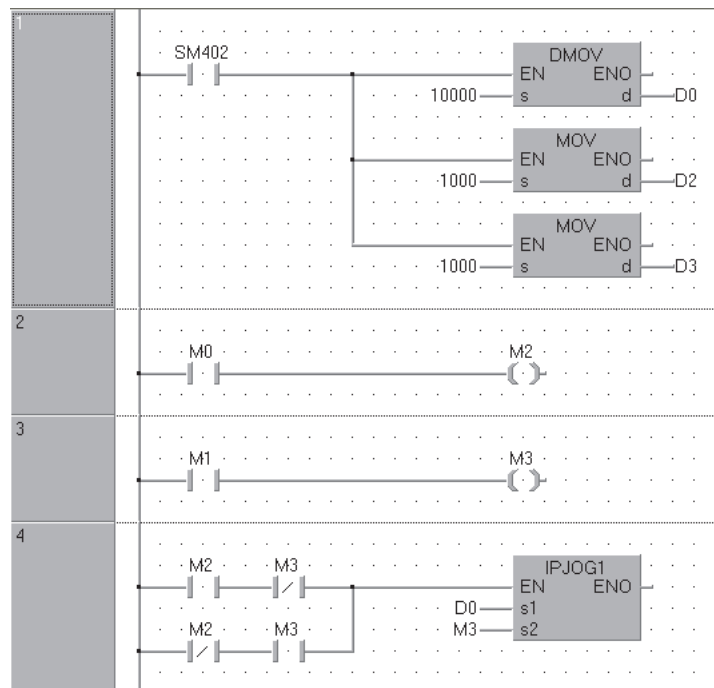 1
SM402
DMOV
EN ENO
10000 s d D0
MOV
EN ENO
1000 s d D2
MOV
EN ENO
1000 s d D3
2
M0 M2
3
M1 M3
4
M2 M3 IPJOG1
EN ENO
D0 s1
M2 M3 M3 s2